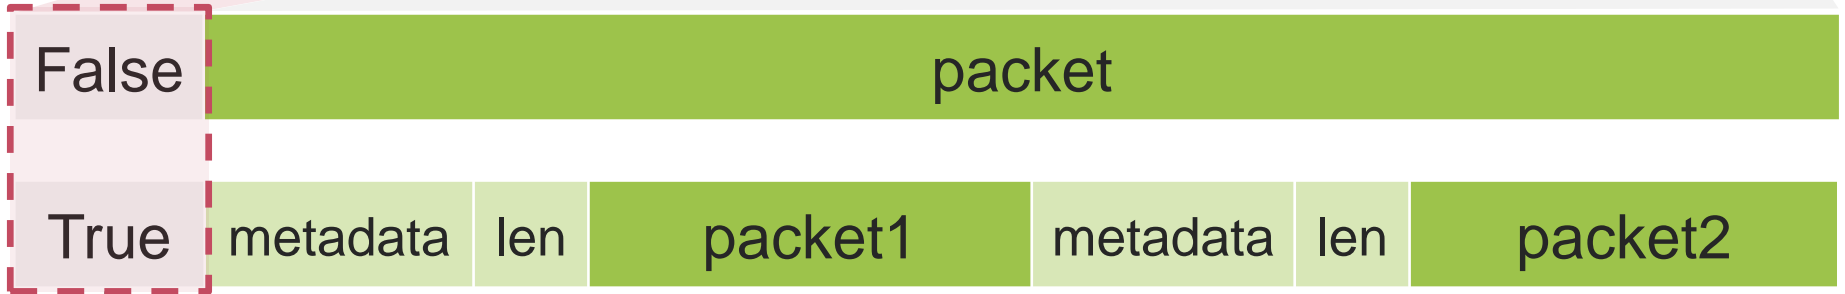 False packet
True metadata len packet1 metadata len packet2